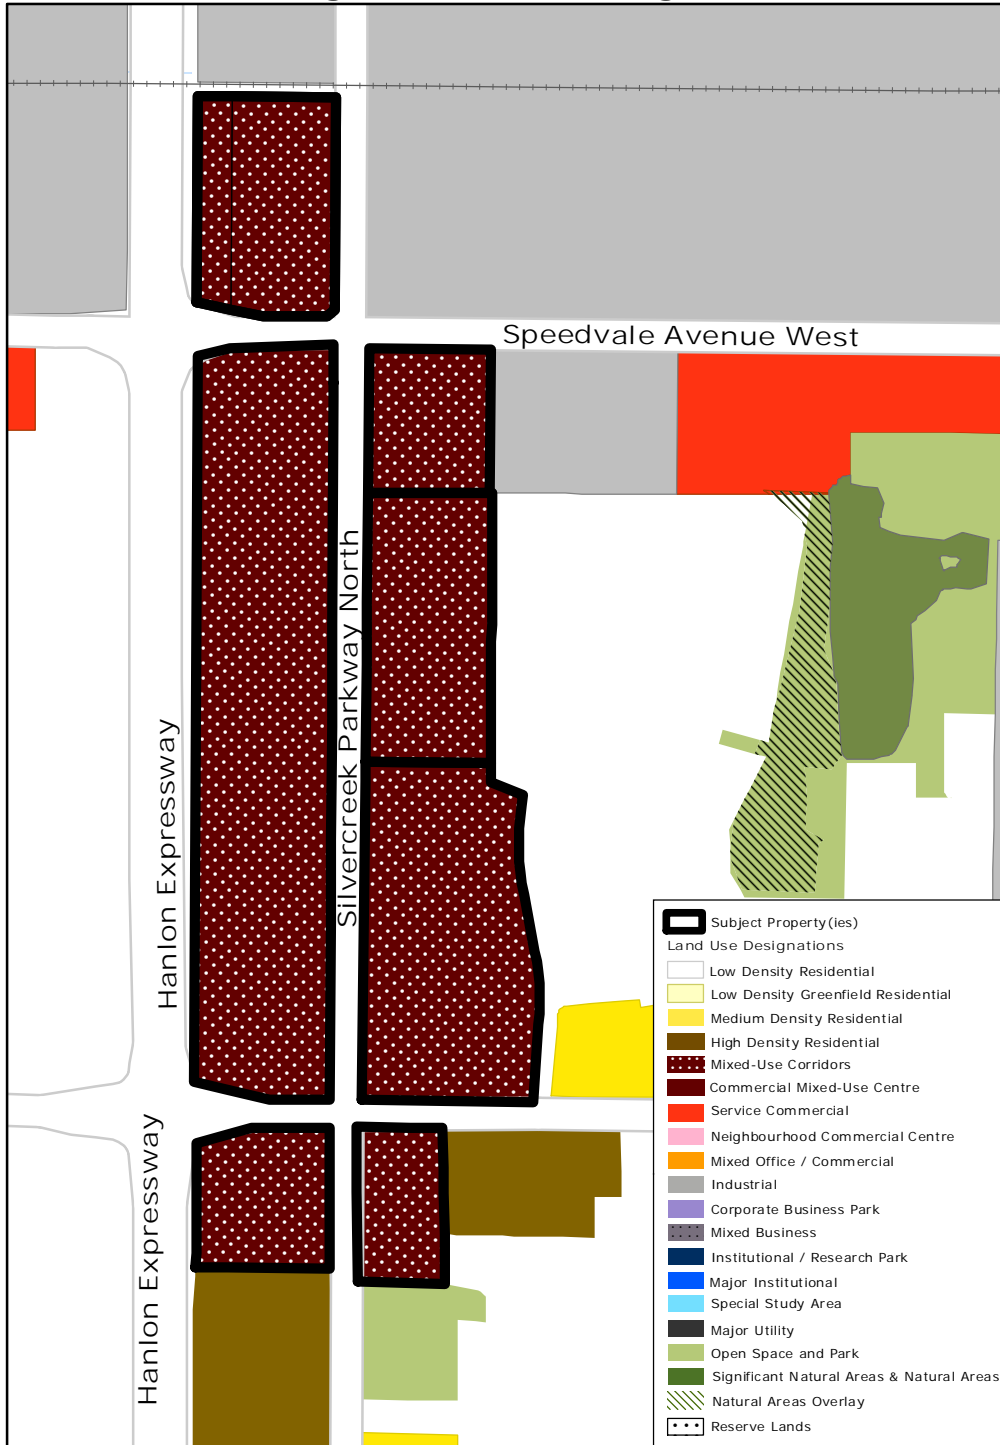 Speedvale Avenue West
Silvercreek Parkway North
Hanlon Expressway
Hanlon Expressway
Subject Property(ies)
Land Use Designations
Low Density Residential
Low Density Greenfield Residential
Medium Density Residential
High Density Residential
Mixed-Use Corridors
Commercial Mixed-Use Centre
Service Commercial
Neighbourhood Commercial Centre
Mixed Office / Commercial
Industrial
Corporate Business Park
Mixed Business
Institutional / Research Park
Major Institutional
Special Study Area
Major Utility
Open Space and Park
Significant Natural Areas & Natural Areas
Natural Areas Overlay
Reserve Lands